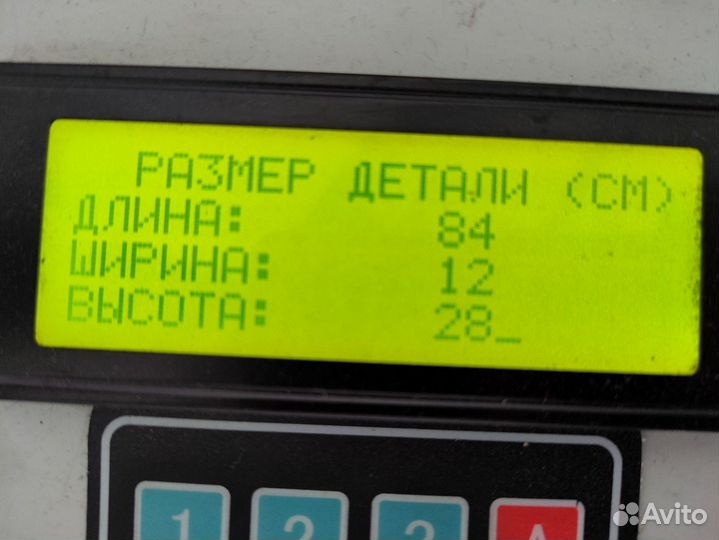 РАЗМЕР ДЕТАЛИ (СМ)
ДЛИНА: 84
ШИРИНА: 12
ВЫСОТА: 28_
1 2 3 A
Avito